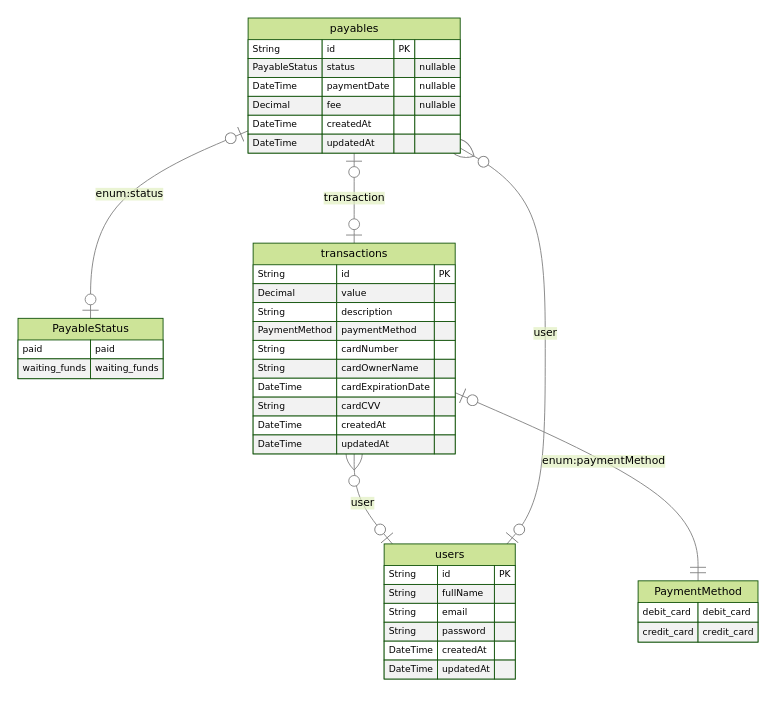 payables
String id PK
PayableStatus status nullable
DateTime paymentDate nullable
Decimal fee nullable
DateTime createdAt
DateTime updatedAt
enum:status
transaction
transactions
String id PK
Decimal value
String description
PaymentMethod paymentMethod
String cardNumber
String cardOwnerName
DateTime cardExpirationDate
String cardCVV
DateTime createdAt
DateTime updatedAt
PayableStatus
paid paid
waiting_funds waiting_funds
user
enum:paymentMethod
user
users
String id PK
String fullName
String email
String password
DateTime createdAt
DateTime updatedAt
PaymentMethod
debit_card debit_card
credit_card credit_card